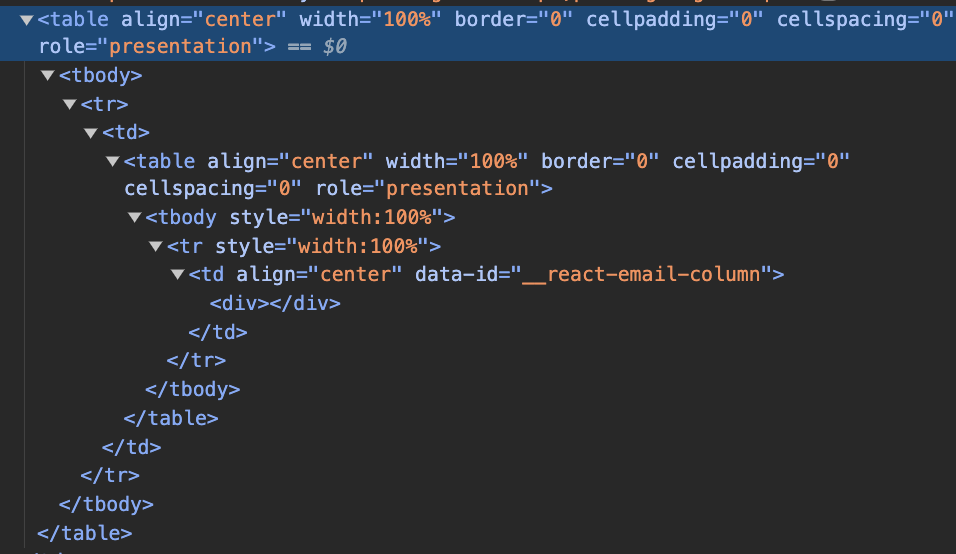 ▼<table align="center" width="100%" border="0" cellpadding="0" cellspacing="0"
role="presentation"> == $0
▼<tbody>
▼<tr>
▼<td>
▼<table align="center" width="100%" border="0" cellpadding="0"
cellspacing="0" role="presentation">
▼<tbody style="width:100%">
▼<tr style="width:100%">
▼<td align="center" data-id="__react-email-column">
<div></div>
</td>
</tr>
</tbody>
</table>
</td>
</tr>
</tbody>
</table>